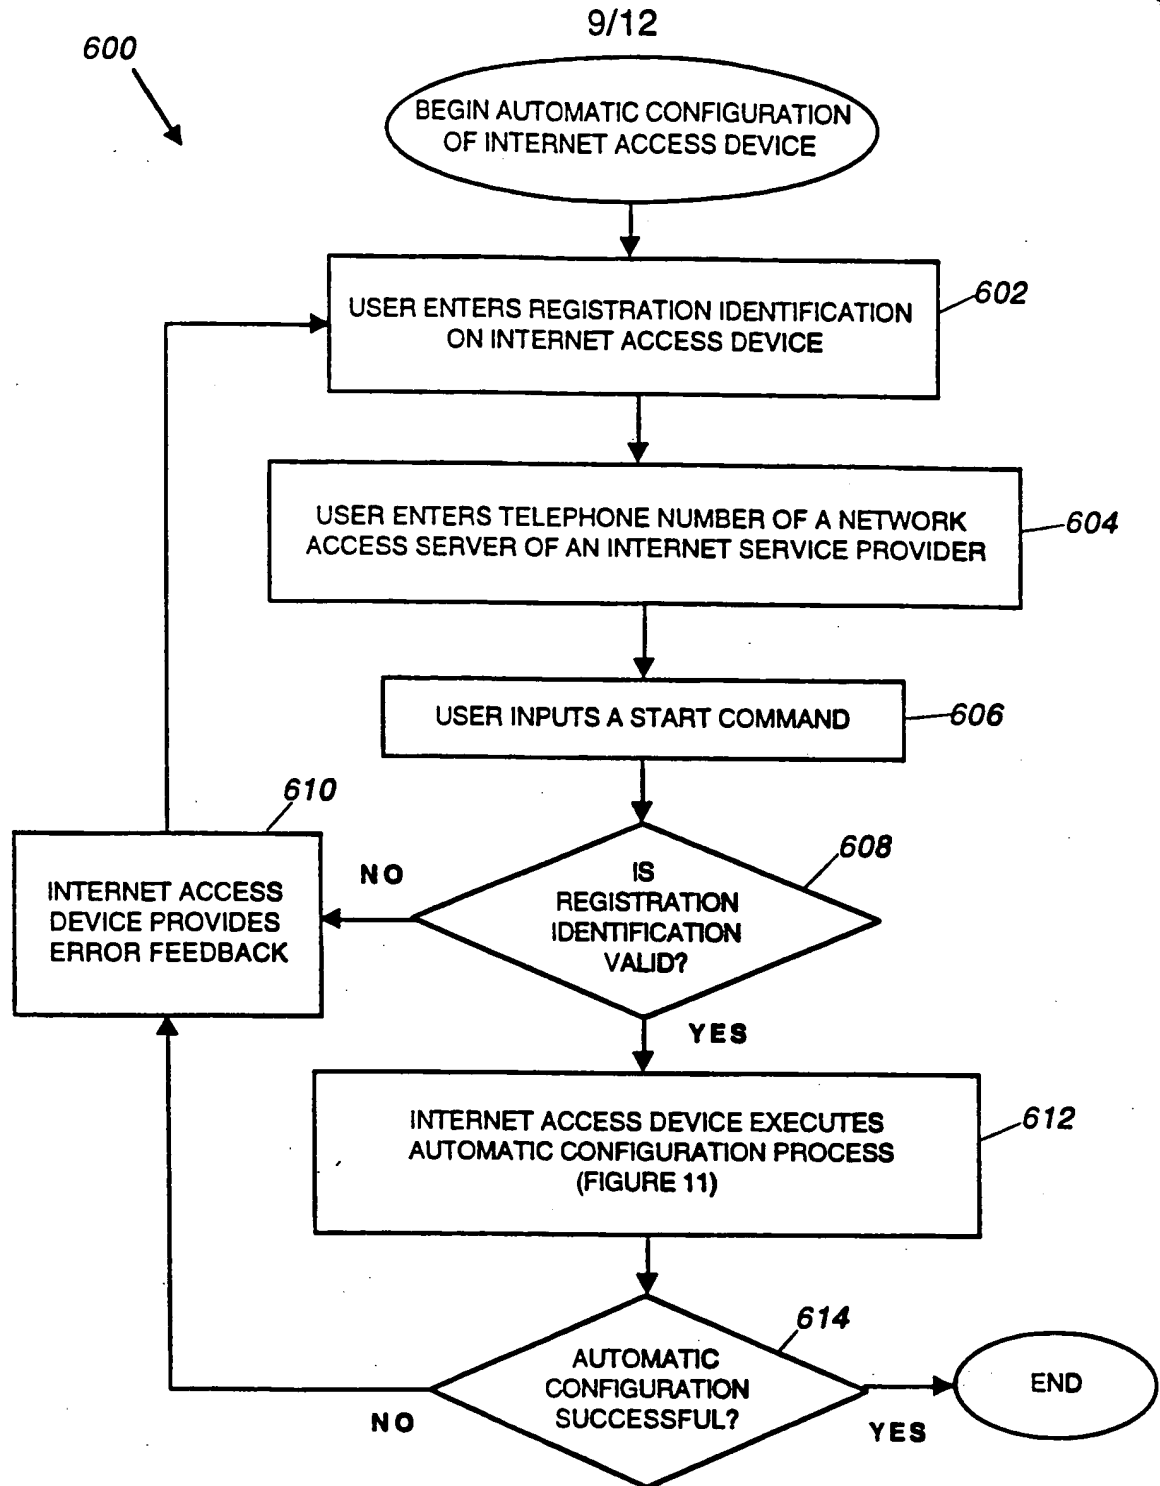 9/12
600
BEGIN AUTOMATIC CONFIGURATION
OF INTERNET ACCESS DEVICE
602
USER ENTERS REGISTRATION IDENTIFICATION
ON INTERNET ACCESS DEVICE
604
USER ENTERS TELEPHONE NUMBER OF A NETWORK
ACCESS SERVER OF AN INTERNET SERVICE PROVIDER
USER INPUTS A START COMMAND
606
610
608
NO
IS
REGISTRATION
IDENTIFICATION
VALID?
INTERNET ACCESS
DEVICE PROVIDES
ERROR FEEDBACK
YES
INTERNET ACCESS DEVICE EXECUTES
AUTOMATIC CONFIGURATION PROCESS
(FIGURE 11)
612
614
AUTOMATIC
CONFIGURATION
SUCCESSFUL?
END
NO
YES